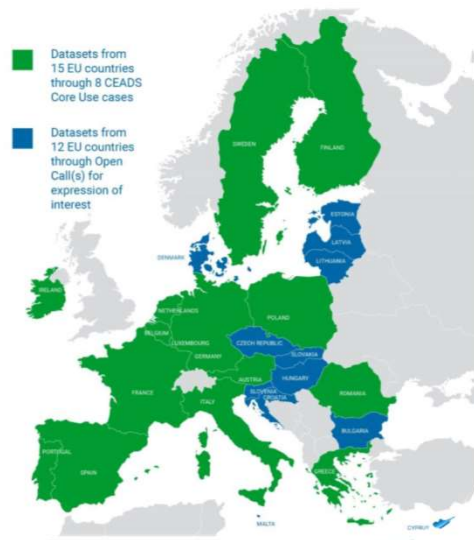 Datasets from
15 EU countries
through 8 CEADS
Core Use cases
Datasets from
12 EU countries
through Open
Call(s) for
expression of
interest
SWEDEN
FINLAND
ESTONIA
LATVIA
LITHUANIA
DENMARK
IRELAND
NETHERLANDS
POLAND
BELGIUM
LUXEMBOURG
CZECH REPUBLIC
GERMANY
SLOVAKIA
AUSTRIA
HUNGARY
FRANCE
ITALY
SLOVENIA
CROATIA
ROMANIA
BULGARIA
PORTUGAL
SPAIN
GREECE
MALTA
CYPRUS